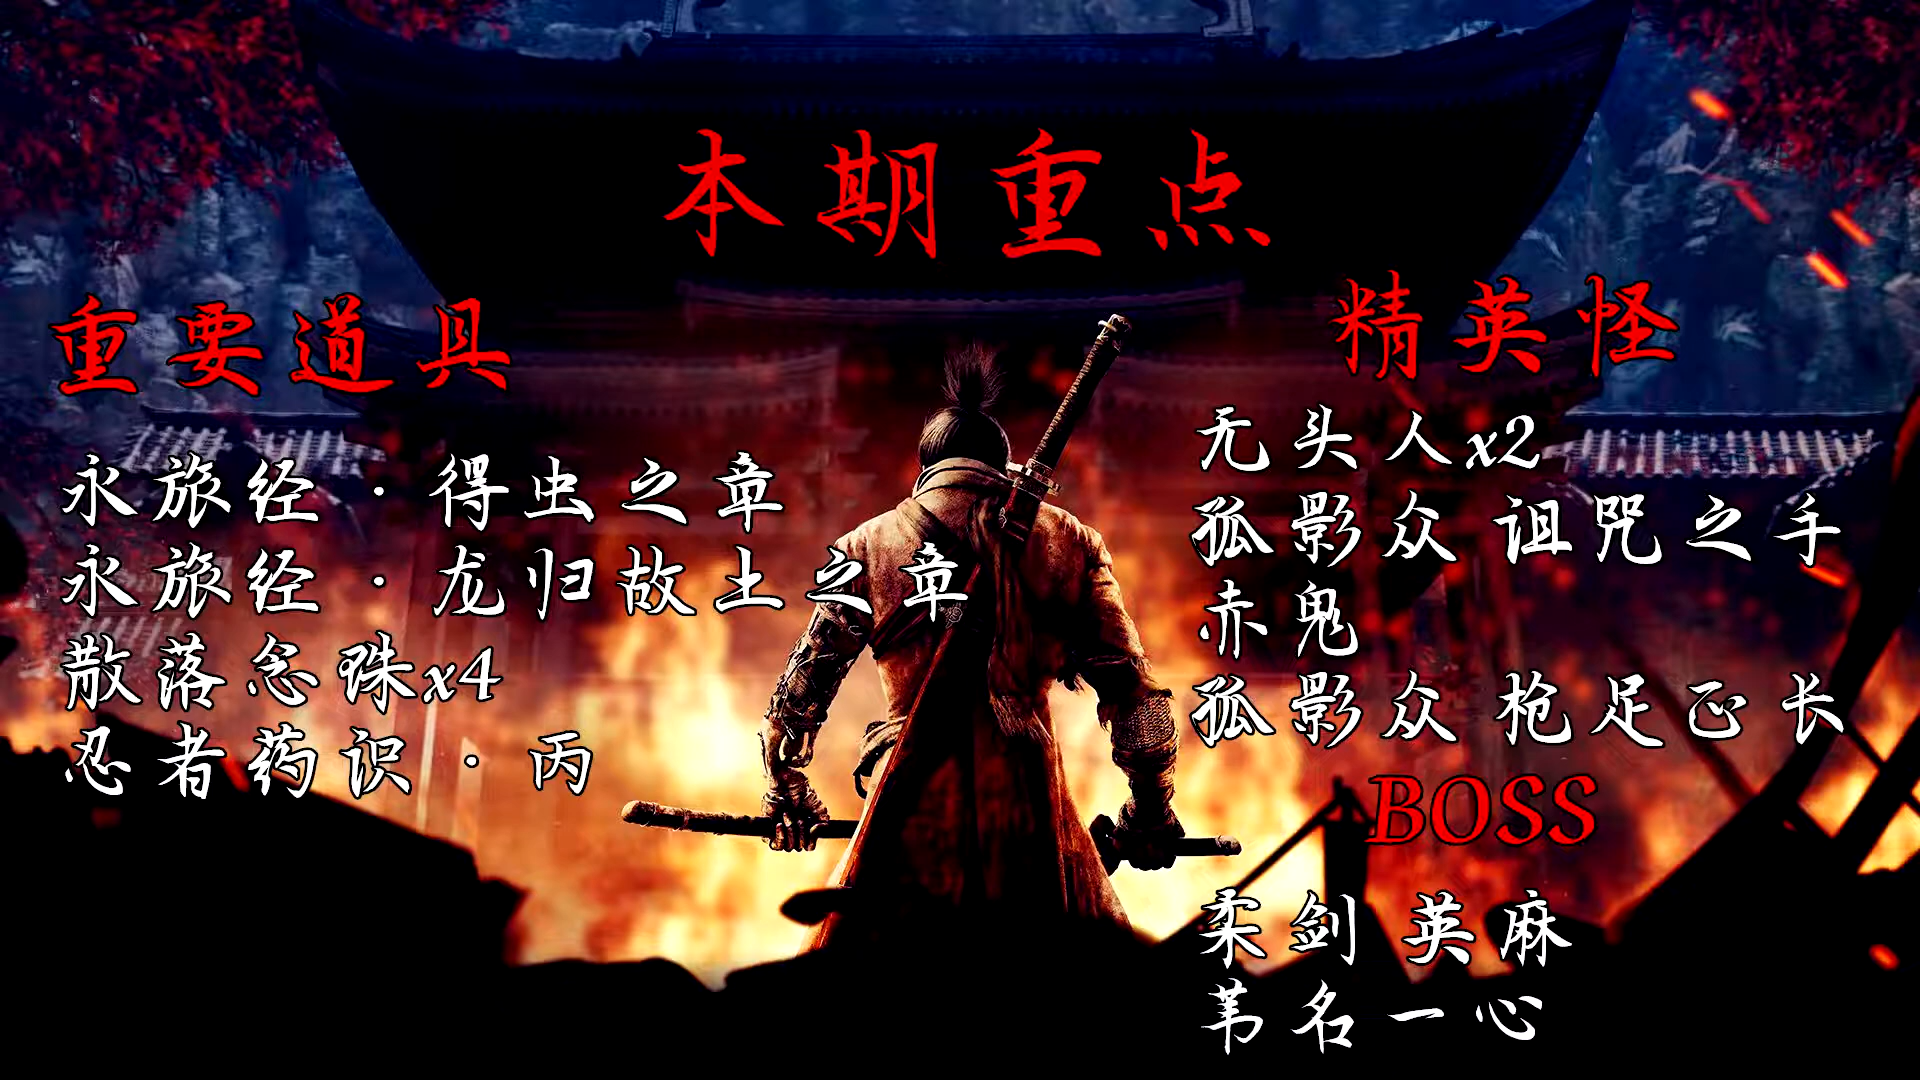 本期重点
重要道具
永旅经·得虫之章
永旅经·龙归故土之章
散落念珠x4
忍者药识·丙
精英怪
无头人x2
孤影众 诅咒之手
赤鬼
孤影众 枪足正长
BOSS
柔剑 英麻
苇名一心